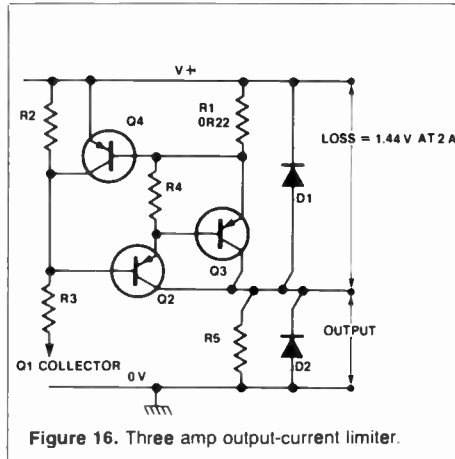 V+
R2
Q4
R1
0R22
LOSS = 1.44 V AT 2 A
R4
D1
Q3
Q2
R3
R5
OUTPUT
D2
Q1 COLLECTOR
0 V
Figure 16. Three amp output-current limiter.